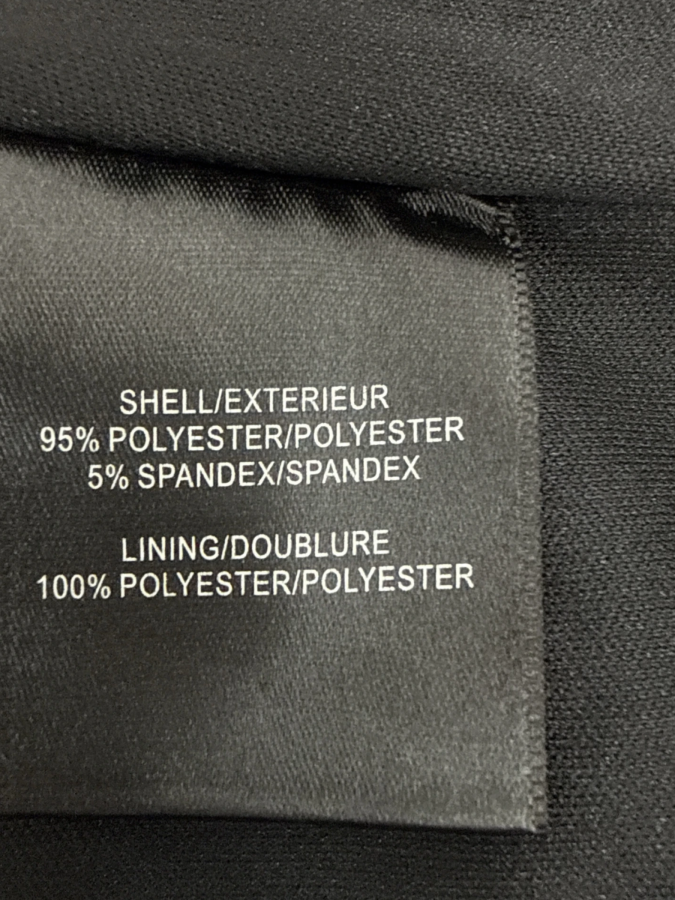 SHELL/EXTERIEUR
95% POLYESTER/POLYESTER
5% SPANDEX/SPANDEX
LINING/DOUBLURE
100% POLYESTER/POLYESTER